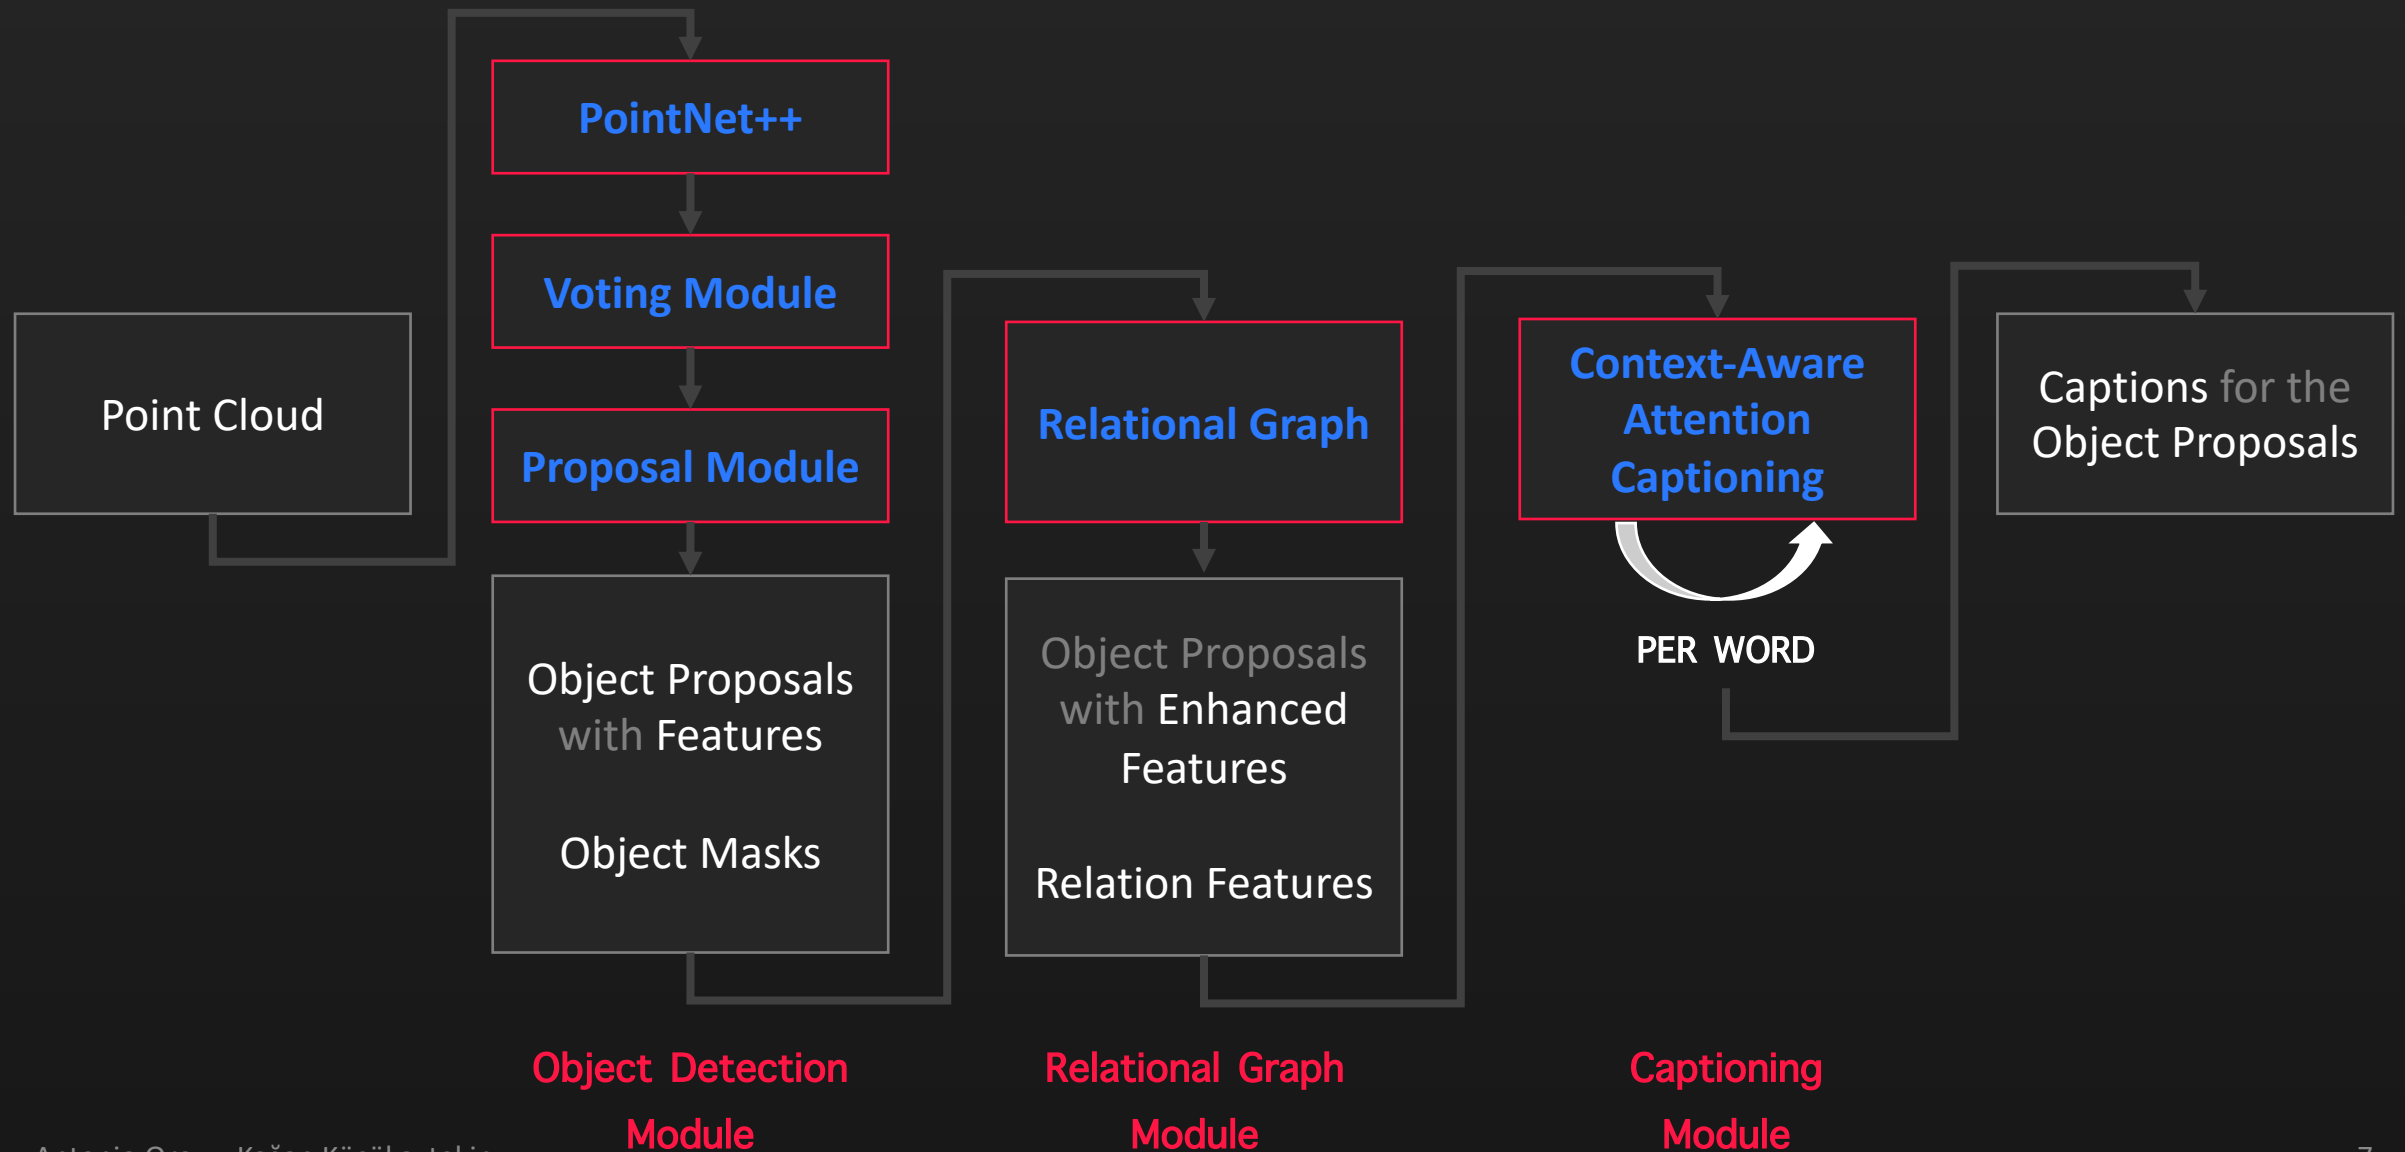 Point Cloud
PointNet++
Voting Module
Proposal Module
Object Proposals
with Features
Object Masks
Object Detection
Module
Relational Graph
Object Proposals
with Enhanced
Features
Relation Features
Relational Graph
Module
Context-Aware
Attention
Captioning
PER WORD
Captioning
Module
Captions for the
Object Proposals
7